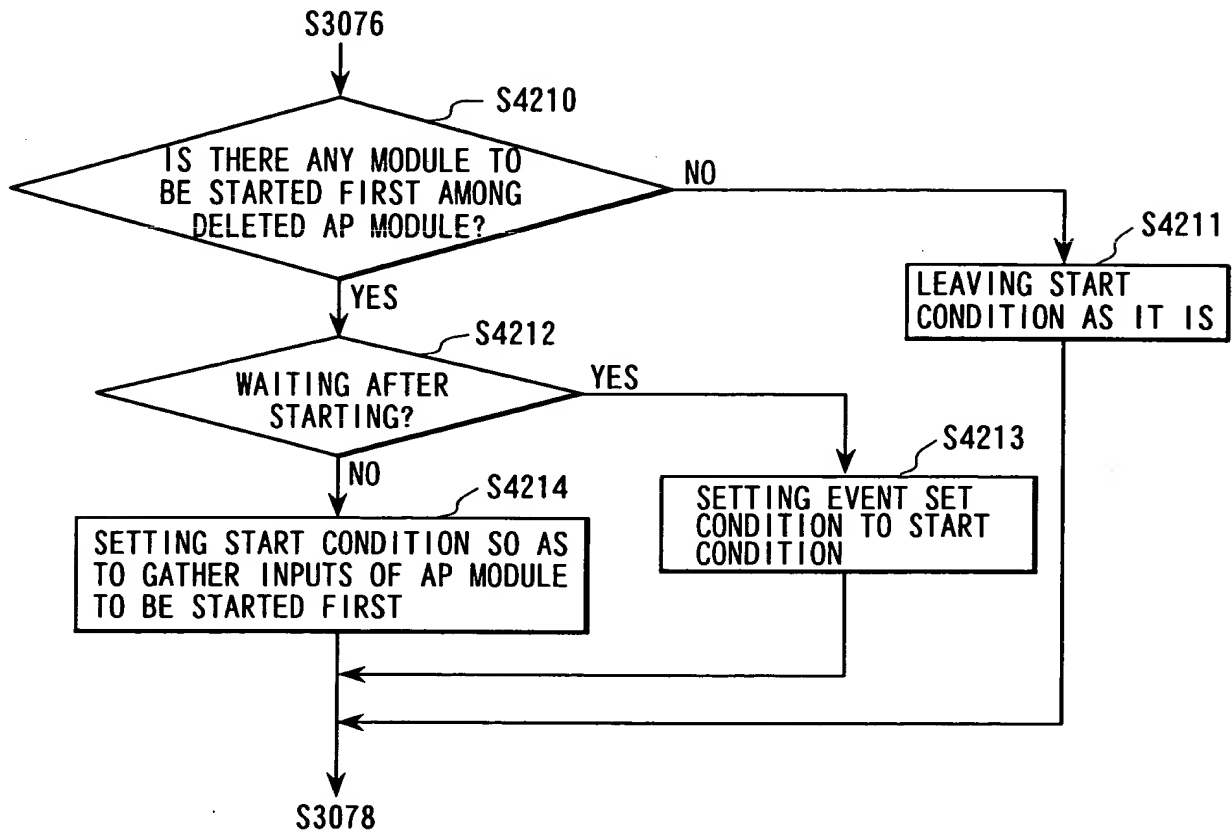 S3076
S4210
IS THERE ANY MODULE TO
BE STARTED FIRST AMONG
DELETED AP MODULE?
NO
S4211
LEAVING START
CONDITION AS IT IS
YES
S4212
WAITING AFTER
STARTING?
YES
S4213
SETTING EVENT SET
CONDITION TO START
CONDITION
NO
S4214
SETTING START CONDITION SO AS
TO GATHER INPUTS OF AP MODULE
TO BE STARTED FIRST
S3078